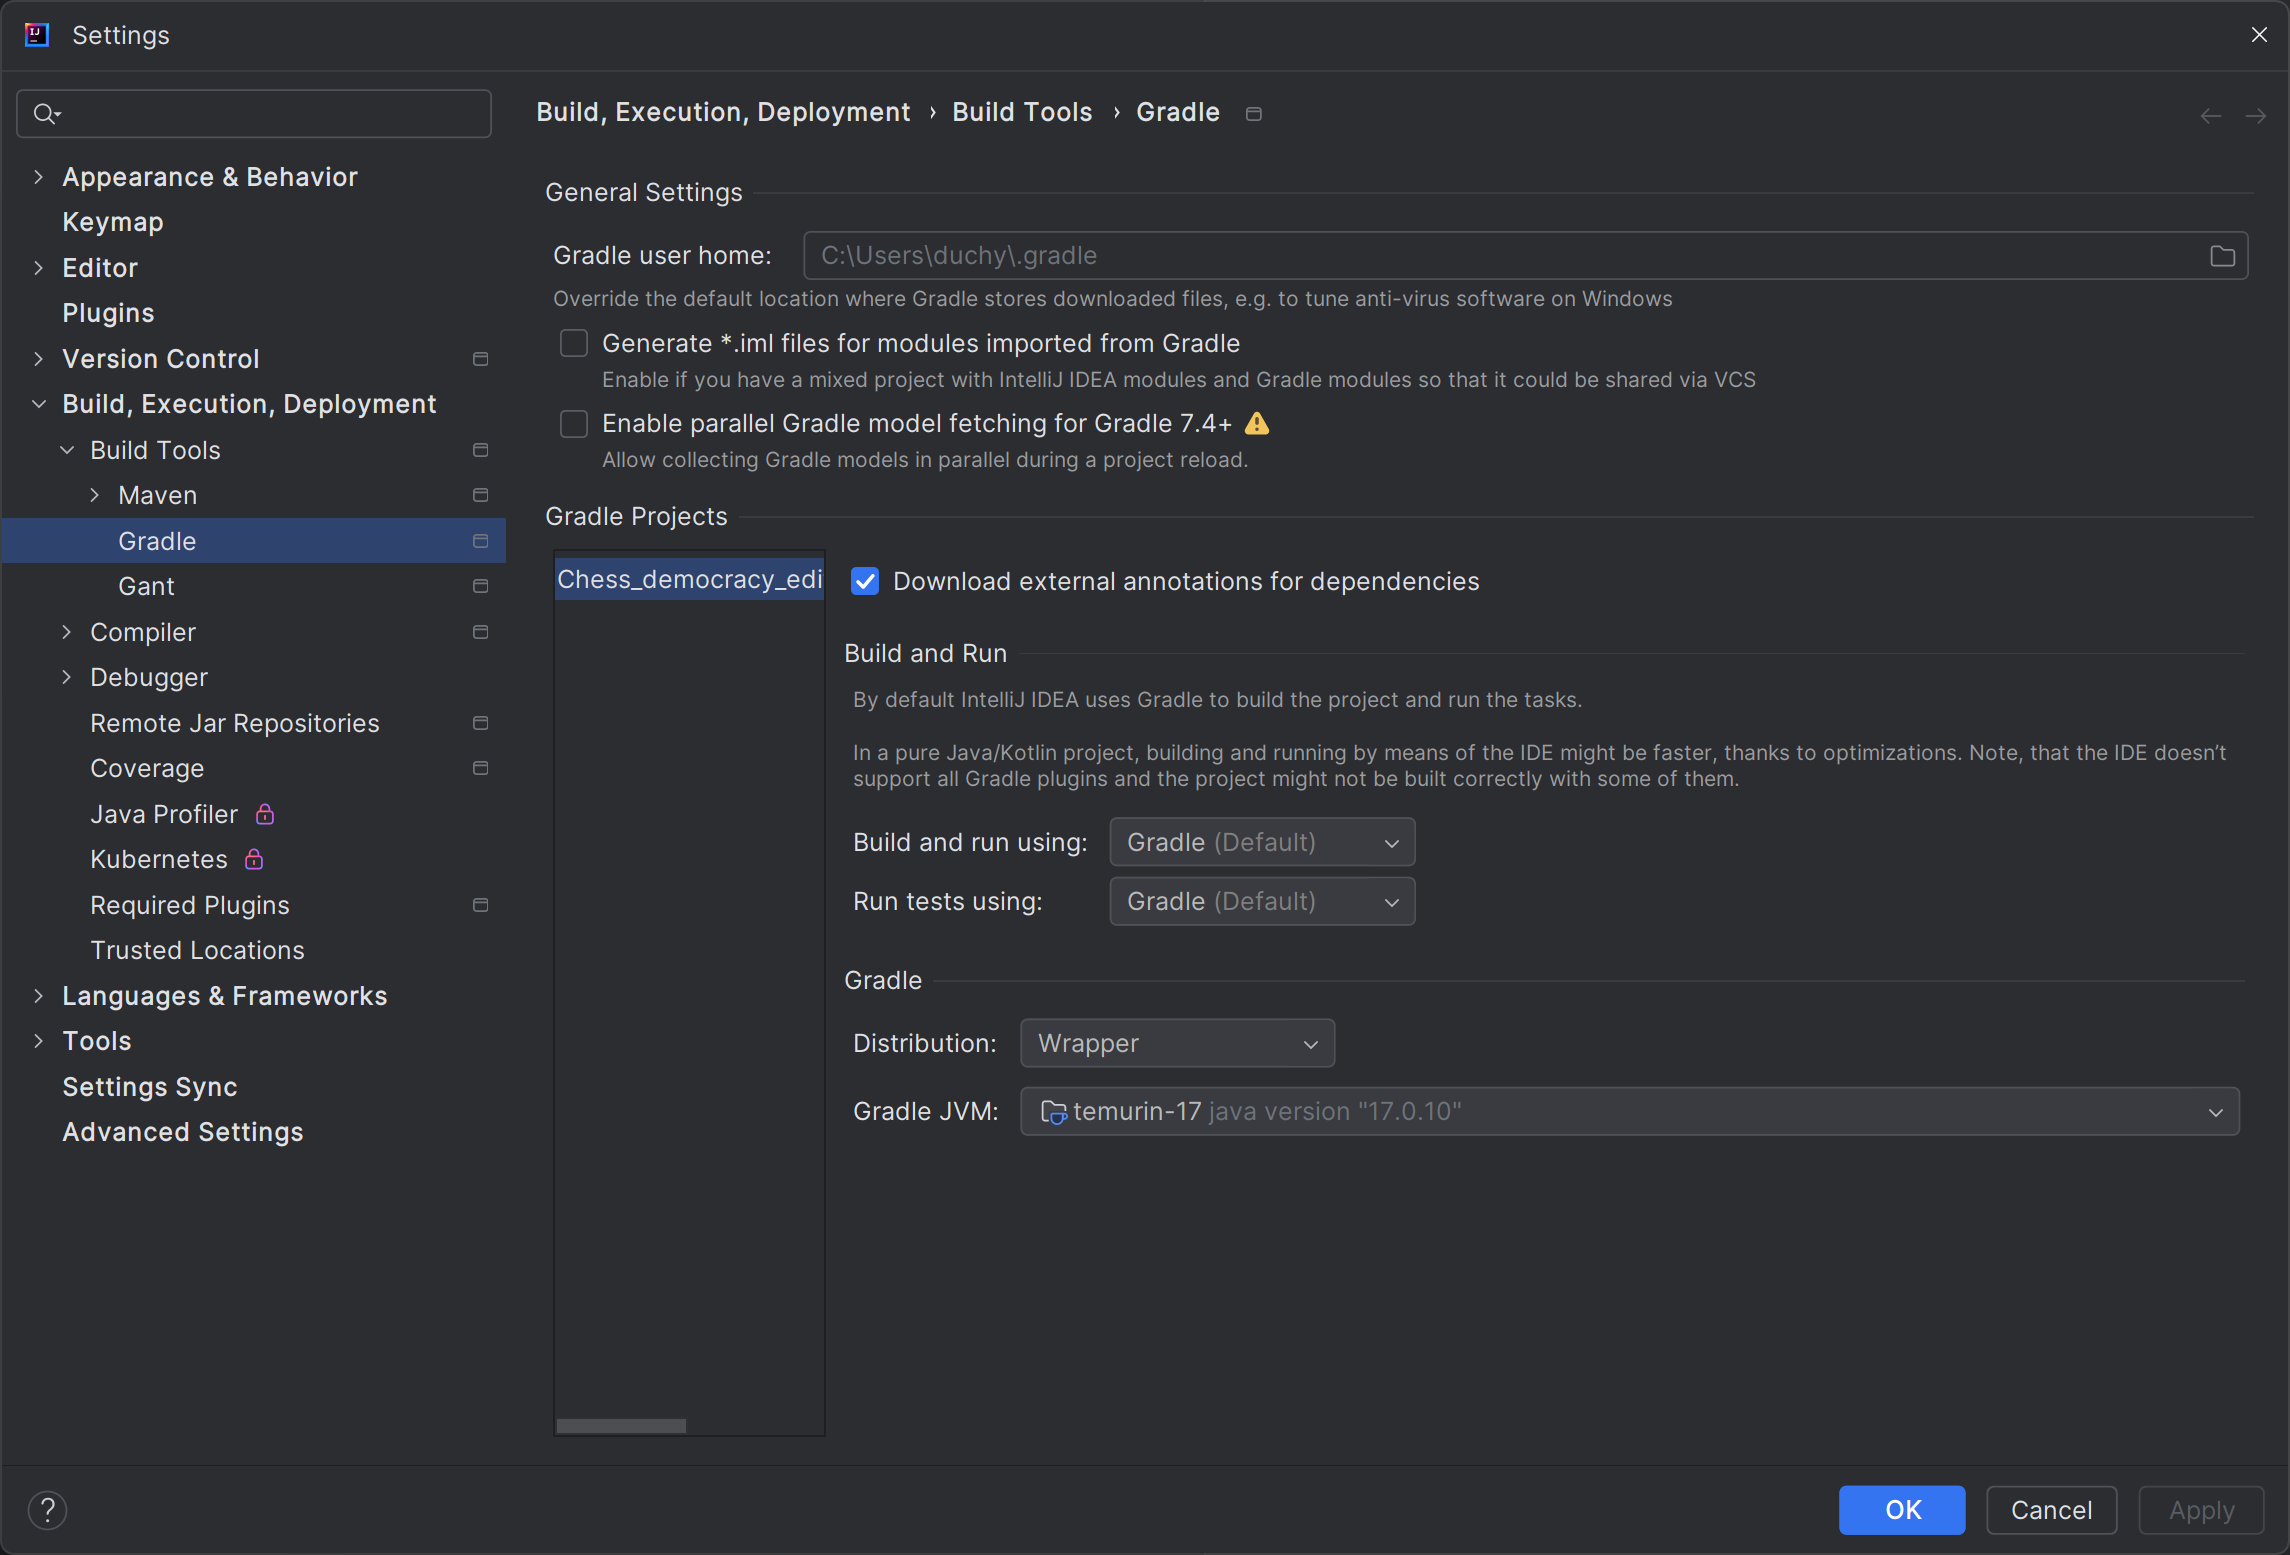 Settings
Build, Execution, Deployment › Build Tools › Gradle
Appearance & Behavior
Keymap
Editor
Plugins
Version Control
Build, Execution, Deployment
Build Tools
Maven
Gradle
Gant
Compiler
Debugger
Remote Jar Repositories
Coverage
Java Profiler
Kubernetes
Required Plugins
Trusted Locations
Languages & Frameworks
Tools
Settings Sync
Advanced Settings
General Settings
Gradle user home: C:\Users\duchy\.gradle
Override the default location where Gradle stores downloaded files, e.g. to tune anti-virus software on Windows
Generate *.iml files for modules imported from Gradle
Enable if you have a mixed project with IntelliJ IDEA modules and Gradle modules so that it could be shared via VCS
Enable parallel Gradle model fetching for Gradle 7.4+
Allow collecting Gradle models in parallel during a project reload.
Gradle Projects
Chess_democracy_edi
Download external annotations for dependencies
Build and Run
By default IntelliJ IDEA uses Gradle to build the project and run the tasks.
In a pure Java/Kotlin project, building and running by means of the IDE might be faster, thanks to optimizations. Note, that the IDE doesn't
support all Gradle plugins and the project might not be built correctly with some of them.
Build and run using: Gradle (Default)
Run tests using: Gradle (Default)
Gradle
Distribution: Wrapper
Gradle JVM: temurin-17 java version "17.0.10"
? OK Cancel Apply